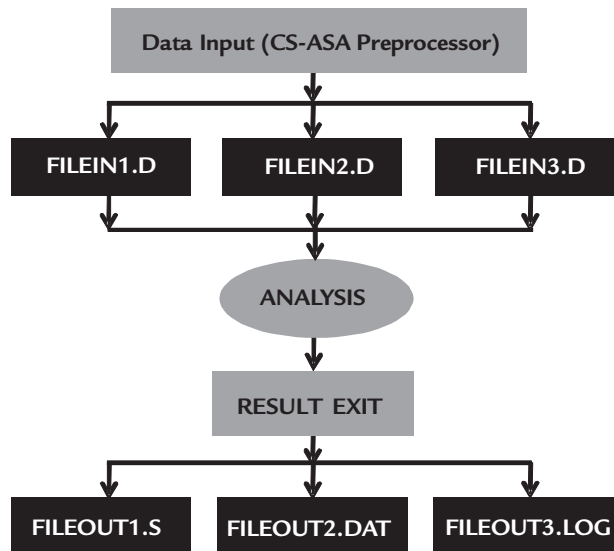 Data Input (CS-ASA Preprocessor)
FILEIN1.D
FILEIN2.D
FILEIN3.D
ANALYSIS
RESULT EXIT
FILEOUT1.S
FILEOUT2.DAT
FILEOUT3.LOG